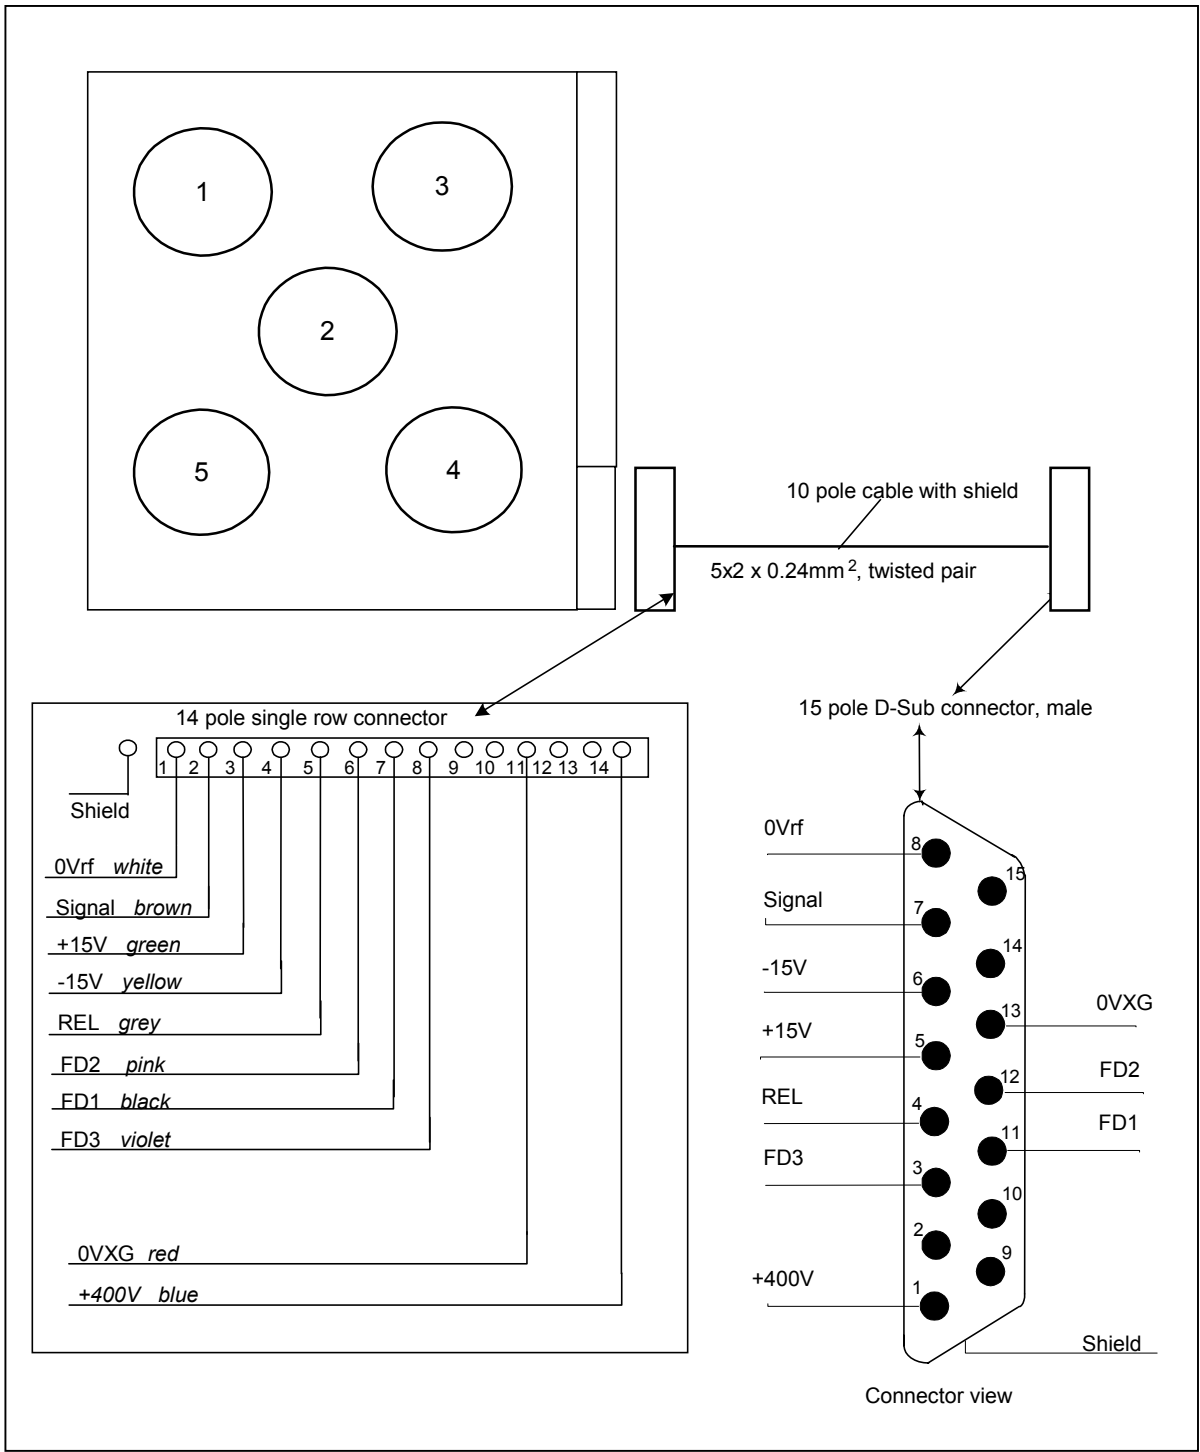 1
3
2
5
4
10 pole cable with shield
5x2 x 0.24mm², twisted pair
14 pole single row connector
1 2 3 4 5 6 7 8 9 10 11 12 13 14
Shield
0Vrf white
Signal brown
+15V green
-15V yellow
REL grey
FD2 pink
FD1 black
FD3 violet
0VXG red
+400V blue
15 pole D-Sub connector, male
0Vrf
8
15
Signal
7
14
-15V
6
13
0VXG
+15V
5
12
FD2
REL
4
11
FD1
FD3
3
10
2
9
+400V
1
Shield
Connector view